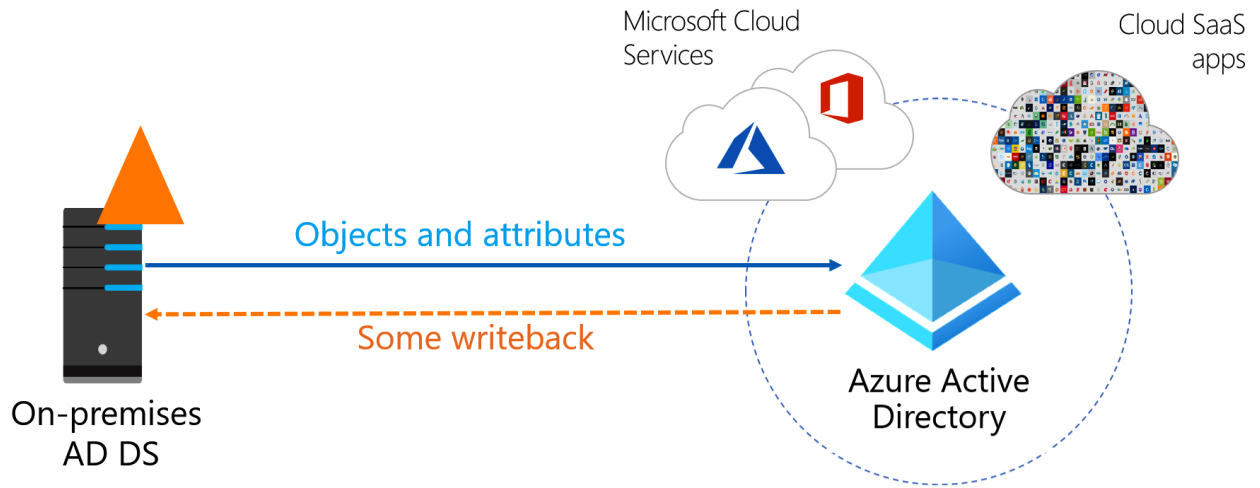 Microsoft Cloud
Services
Cloud SaaS
apps
Objects and attributes
Some writeback
Azure Active
Directory
On-premises
AD DS